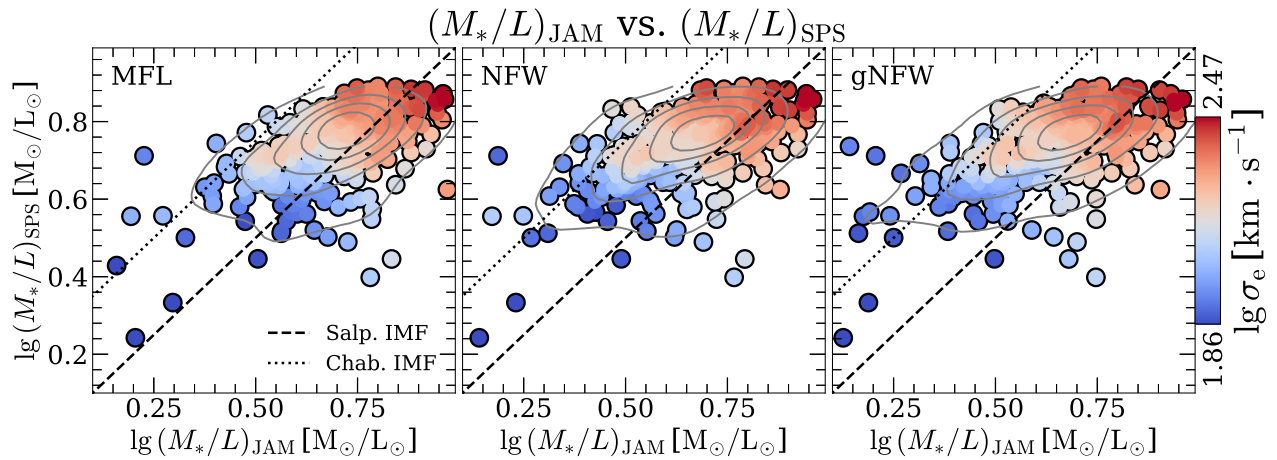 (M∗/L)JAM vs. (M∗/L)SPS
MFL
NFW
gNFW
lg (M∗/L)SPS [M⊙/L⊙]
0.8
0.6
0.4
0.2
Salp. IMF
Chab. IMF
0.25 0.50 0.75
0.25 0.50 0.75
0.25 0.50 0.75
lg (M∗/L)JAM [M⊙/L⊙]
lg (M∗/L)JAM [M⊙/L⊙]
lg (M∗/L)JAM [M⊙/L⊙]
2.47
1.86
lg σe [km · s−1]